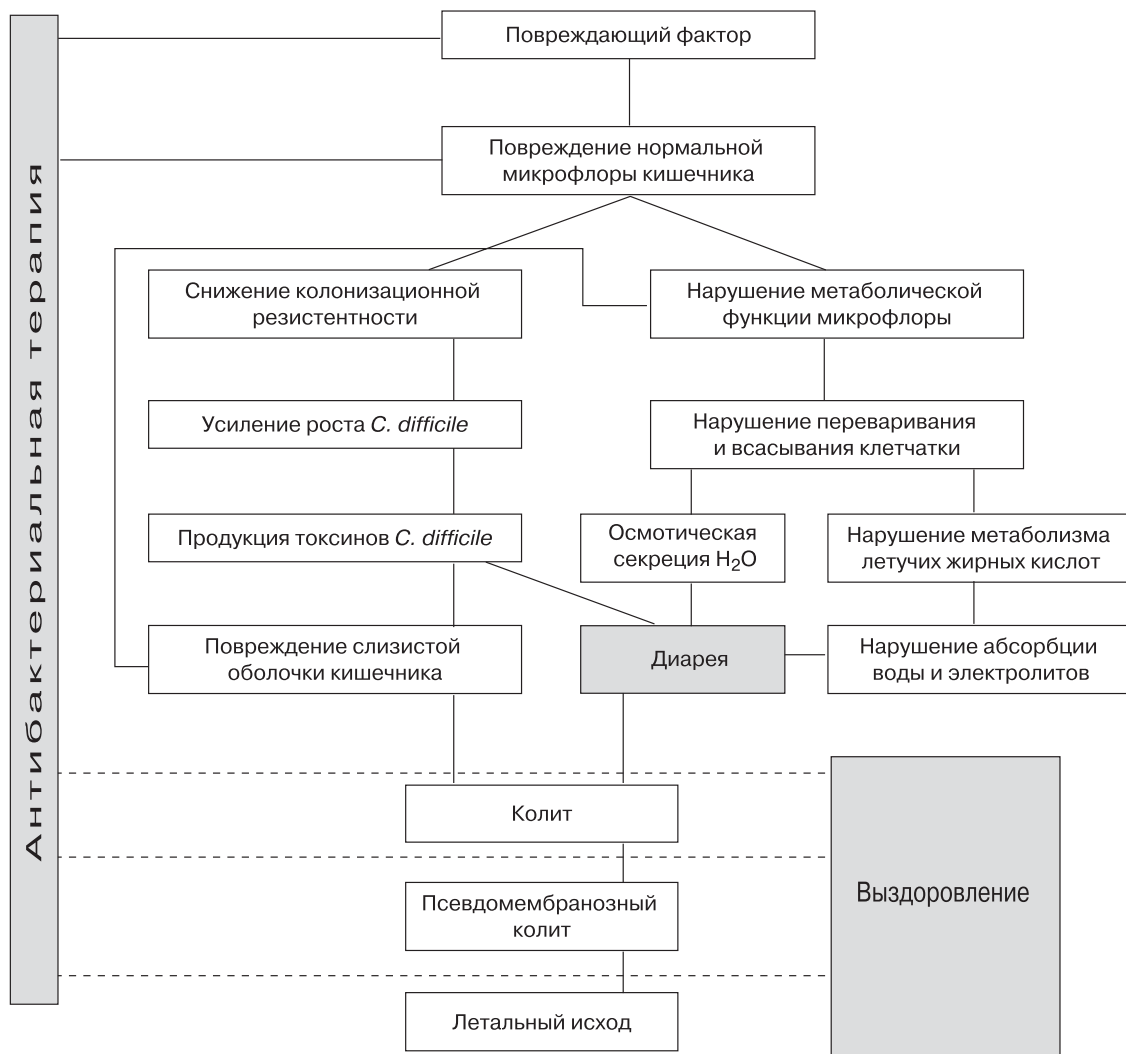 Антибактериальная терапия
Повреждающий фактор
Повреждение нормальной
микрофлоры кишечника
Снижение колонизационной
резистентности
Нарушение метаболической
функции микрофлоры
Усиление роста C. difficile
Нарушение переваривания
и всасывания клетчатки
Продукция токсинов C. difficile
Осмотическая
секреция H₂O
Нарушение метаболизма
летучих жирных кислот
Повреждение слизистой
оболочки кишечника
Диарея
Нарушение абсорбции
воды и электролитов
Колит
Псевдомембранозный
колит
Выздоровление
Летальный исход